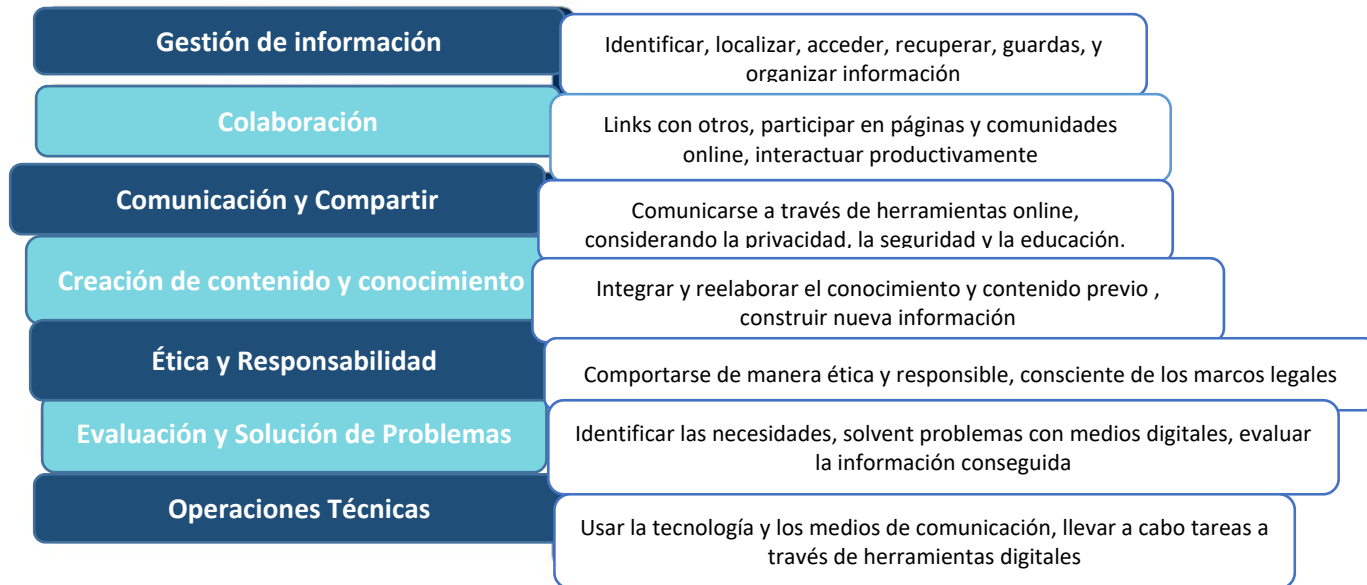 Gestión de información
Identificar, localizar, acceder, recuperar, guardas, y
organizar información
Colaboración
Links con otros, participar en páginas y comunidades
online, interactuar productivamente
Comunicación y Compartir
Comunicarse a través de herramientas online,
considerando la privacidad, la seguridad y la educación.
Creación de contenido y conocimiento
Integrar y reelaborar el conocimiento y contenido previo ,
construir nueva información
Ética y Responsabilidad
Comportarse de manera ética y responsible, consciente de los marcos legales
Evaluación y Solución de Problemas
Identificar las necesidades, solvent problemas con medios digitales, evaluar
la información conseguida
Operaciones Técnicas
Usar la tecnología y los medios de comunicación, llevar a cabo tareas a
través de herramientas digitales